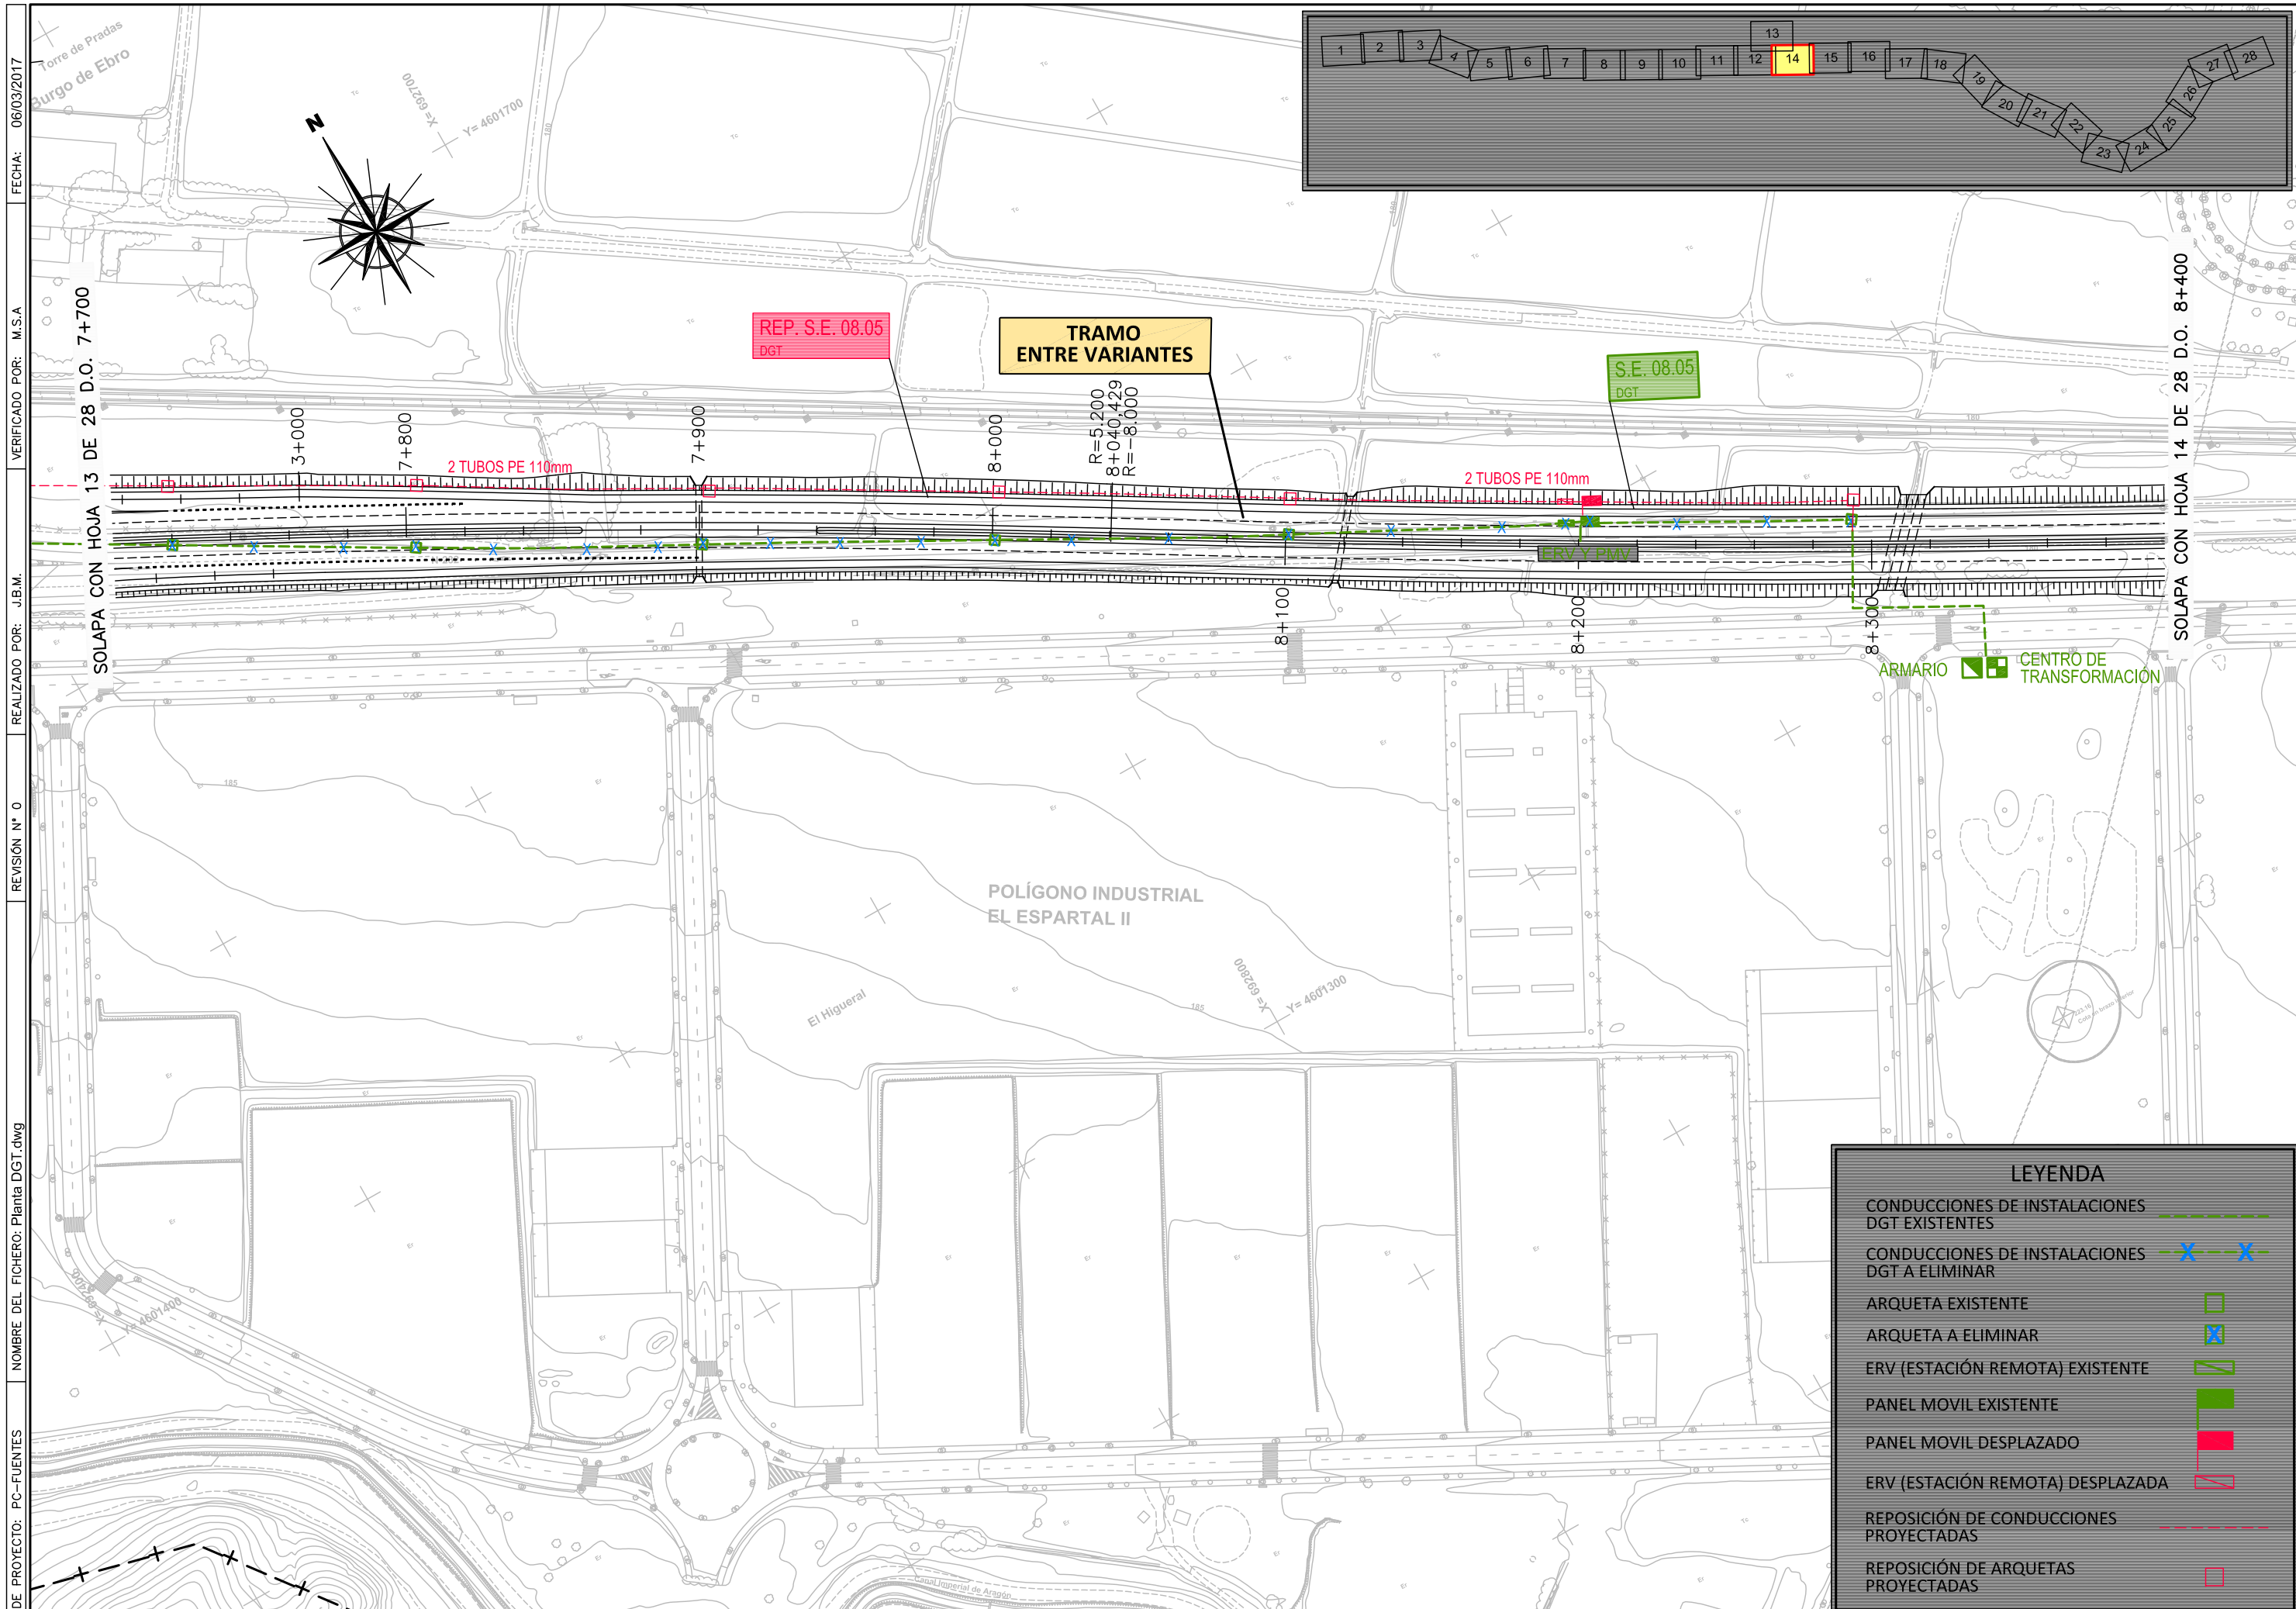 FECHA: 06/03/2017
VERIFICADO POR: M.S.A
REALIZADO POR: J.B.M.
REVISIÓN Nº 0
NOMBRE DEL FICHERO: Planta DGT.dwg
DE PROYECTO: PC-FUENTES
Torre de Pradas
Burgo de Ebro
N
X= 692700
Y= 4601700
180
1
2
3
4
5
6
7
8
9
10
11
12
13
14
15
16
17
18
19
20
21
22
23
24
25
26
27
28
SOLAPA CON HOJA 13 DE 28 D.O. 7+700
SOLAPA CON HOJA 14 DE 28 D.O. 8+400
REP. S.E. 08.05
DGT
TRAMO
ENTRE VARIANTES
S.E. 08.05
DGT
180
3+000
7+800
7+900
8+000
R=5.200
8+040,429
R=-8.000
2 TUBOS PE 110mm
2 TUBOS PE 110mm
ERV Y PMV
8+100
8+200
8+300
ARMARIO
CENTRO DE
TRANSFORMACIÓN
185
POLÍGONO INDUSTRIAL
EL ESPARTAL II
El Higueral
X= 692800
Y= 4601300
185
Y= 4601400
Canal Imperial de Aragón
LEYENDA
CONDUCCIONES DE INSTALACIONES
DGT EXISTENTES
CONDUCCIONES DE INSTALACIONES
DGT A ELIMINAR
ARQUETA EXISTENTE
ARQUETA A ELIMINAR
ERV (ESTACIÓN REMOTA) EXISTENTE
PANEL MOVIL EXISTENTE
PANEL MOVIL DESPLAZADO
ERV (ESTACIÓN REMOTA) DESPLAZADA
REPOSICIÓN DE CONDUCCIONES
PROYECTADAS
REPOSICIÓN DE ARQUETAS
PROYECTADAS